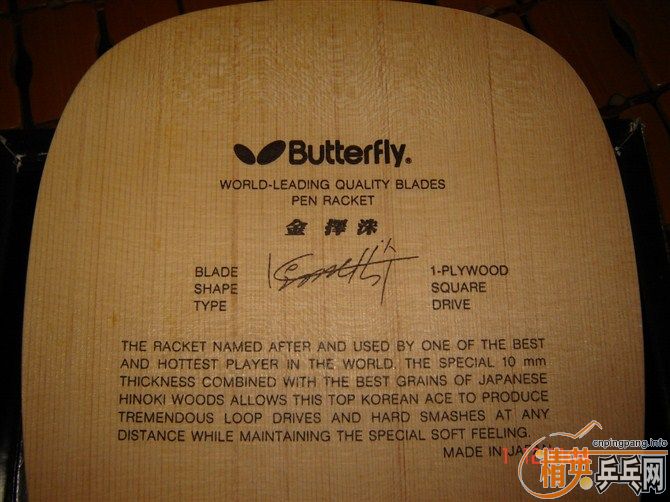 Butterfly®
WORLD-LEADING QUALITY BLADES
PEN RACKET
金擇洙
BLADE 1-PLYWOOD
SHAPE SQUARE
TYPE DRIVE
THE RACKET NAMED AFTER AND USED BY ONE OF THE BEST
AND HOTTEST PLAYER IN THE WORLD. THE SPECIAL 10 mm
THICKNESS COMBINED WITH THE BEST GRAINS OF JAPANESE
HINOKI WOODS ALLOWS THIS TOP KOREAN ACE TO PRODUCE
TREMENDOUS LOOP DRIVES AND HARD SMASHES AT ANY
DISTANCE WHILE MAINTAINING THE SPECIAL SOFT FEELING.
MADE IN JAPAN
cnpingpang.info
精英乒乓网